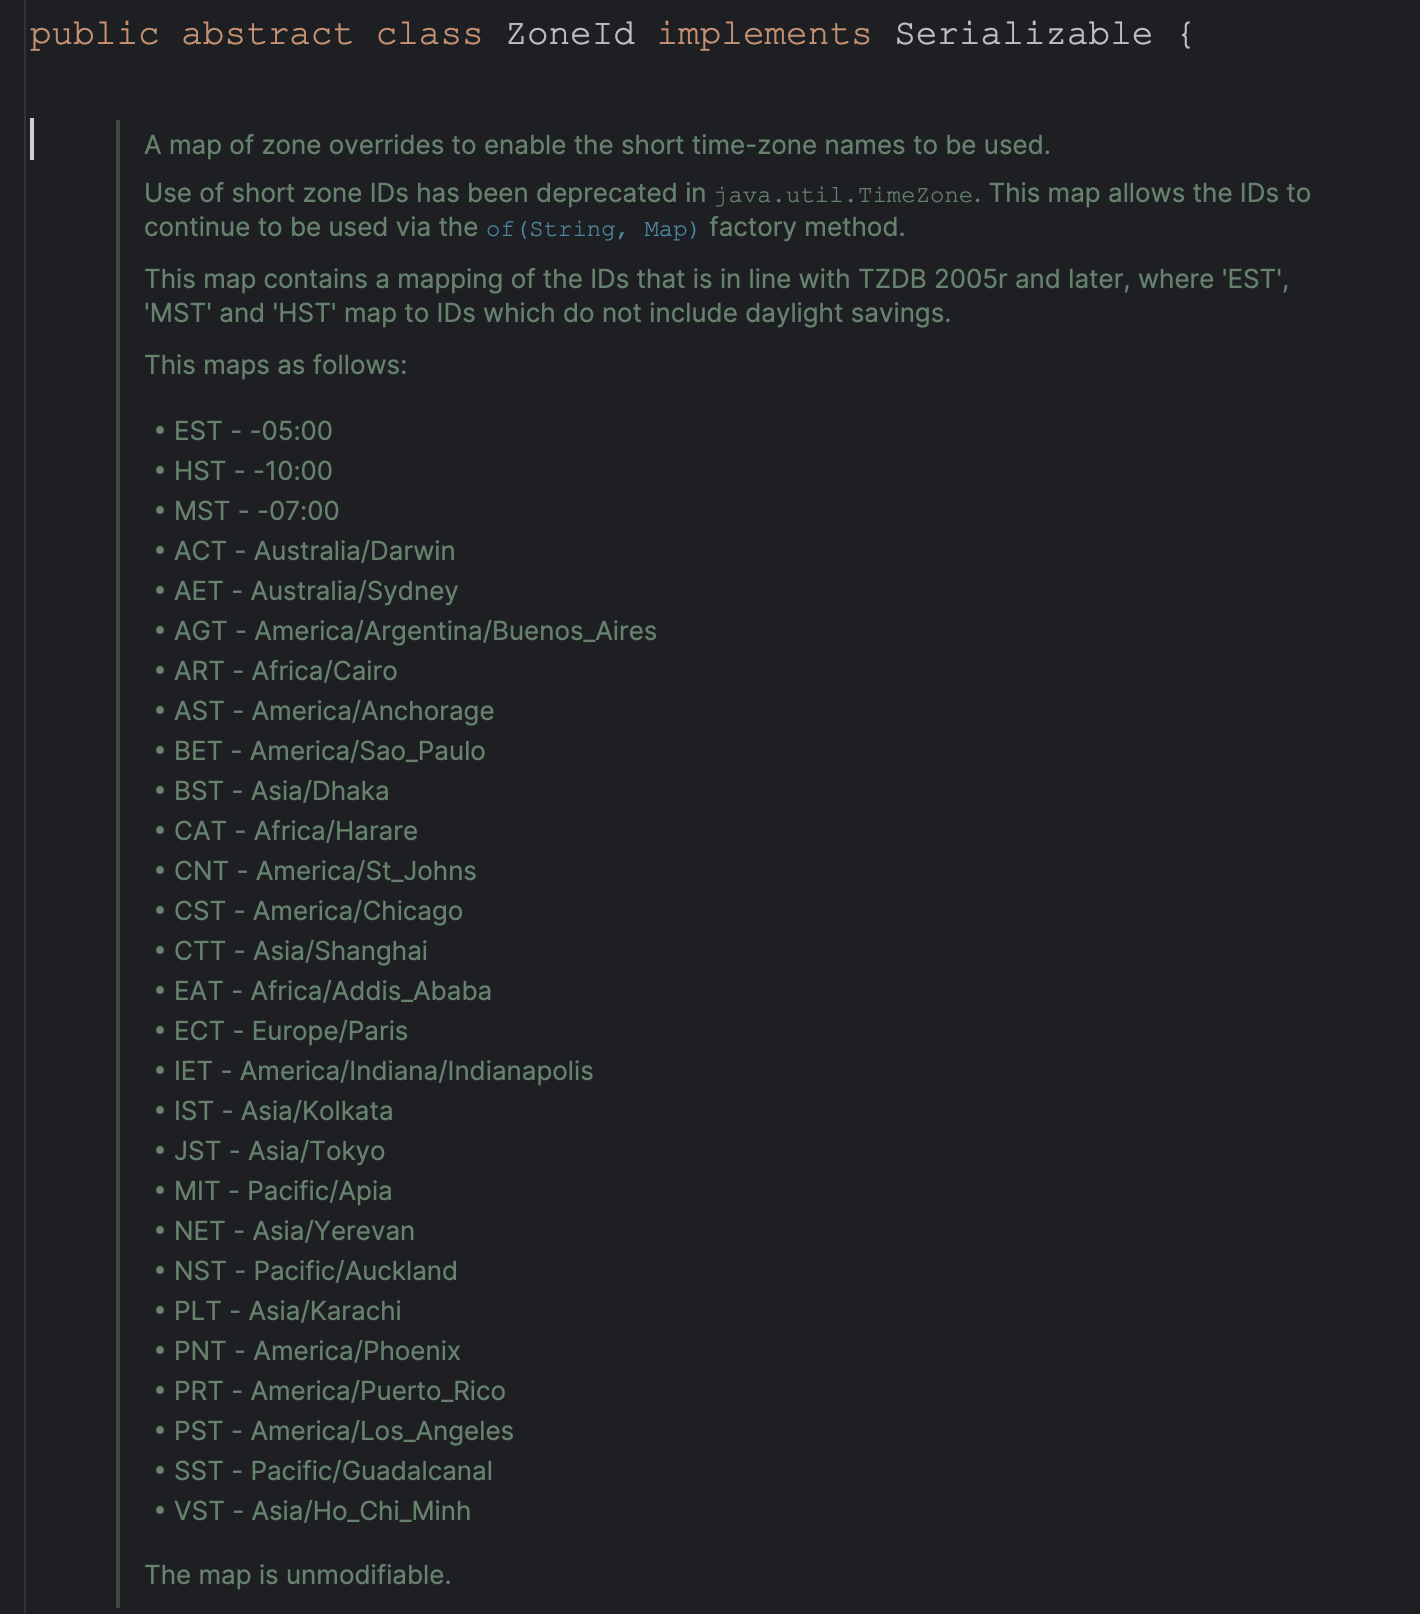 public abstract class ZoneId implements Serializable {
A map of zone overrides to enable the short time-zone names to be used.
Use of short zone IDs has been deprecated in java.util.TimeZone. This map allows the IDs to
continue to be used via the of(String, Map) factory method.
This map contains a mapping of the IDs that is in line with TZDB 2005r and later, where 'EST',
'MST' and 'HST' map to IDs which do not include daylight savings.
This maps as follows:
• EST - -05:00
• HST - -10:00
• MST - -07:00
• ACT - Australia/Darwin
• AET - Australia/Sydney
• AGT - America/Argentina/Buenos_Aires
• ART - Africa/Cairo
• AST - America/Anchorage
• BET - America/Sao_Paulo
• BST - Asia/Dhaka
• CAT - Africa/Harare
• CNT - America/St_Johns
• CST - America/Chicago
• CTT - Asia/Shanghai
• EAT - Africa/Addis_Ababa
• ECT - Europe/Paris
• IET - America/Indiana/Indianapolis
• IST - Asia/Kolkata
• JST - Asia/Tokyo
• MIT - Pacific/Apia
• NET - Asia/Yerevan
• NST - Pacific/Auckland
• PLT - Asia/Karachi
• PNT - America/Phoenix
• PRT - America/Puerto_Rico
• PST - America/Los_Angeles
• SST - Pacific/Guadalcanal
• VST - Asia/Ho_Chi_Minh
The map is unmodifiable.